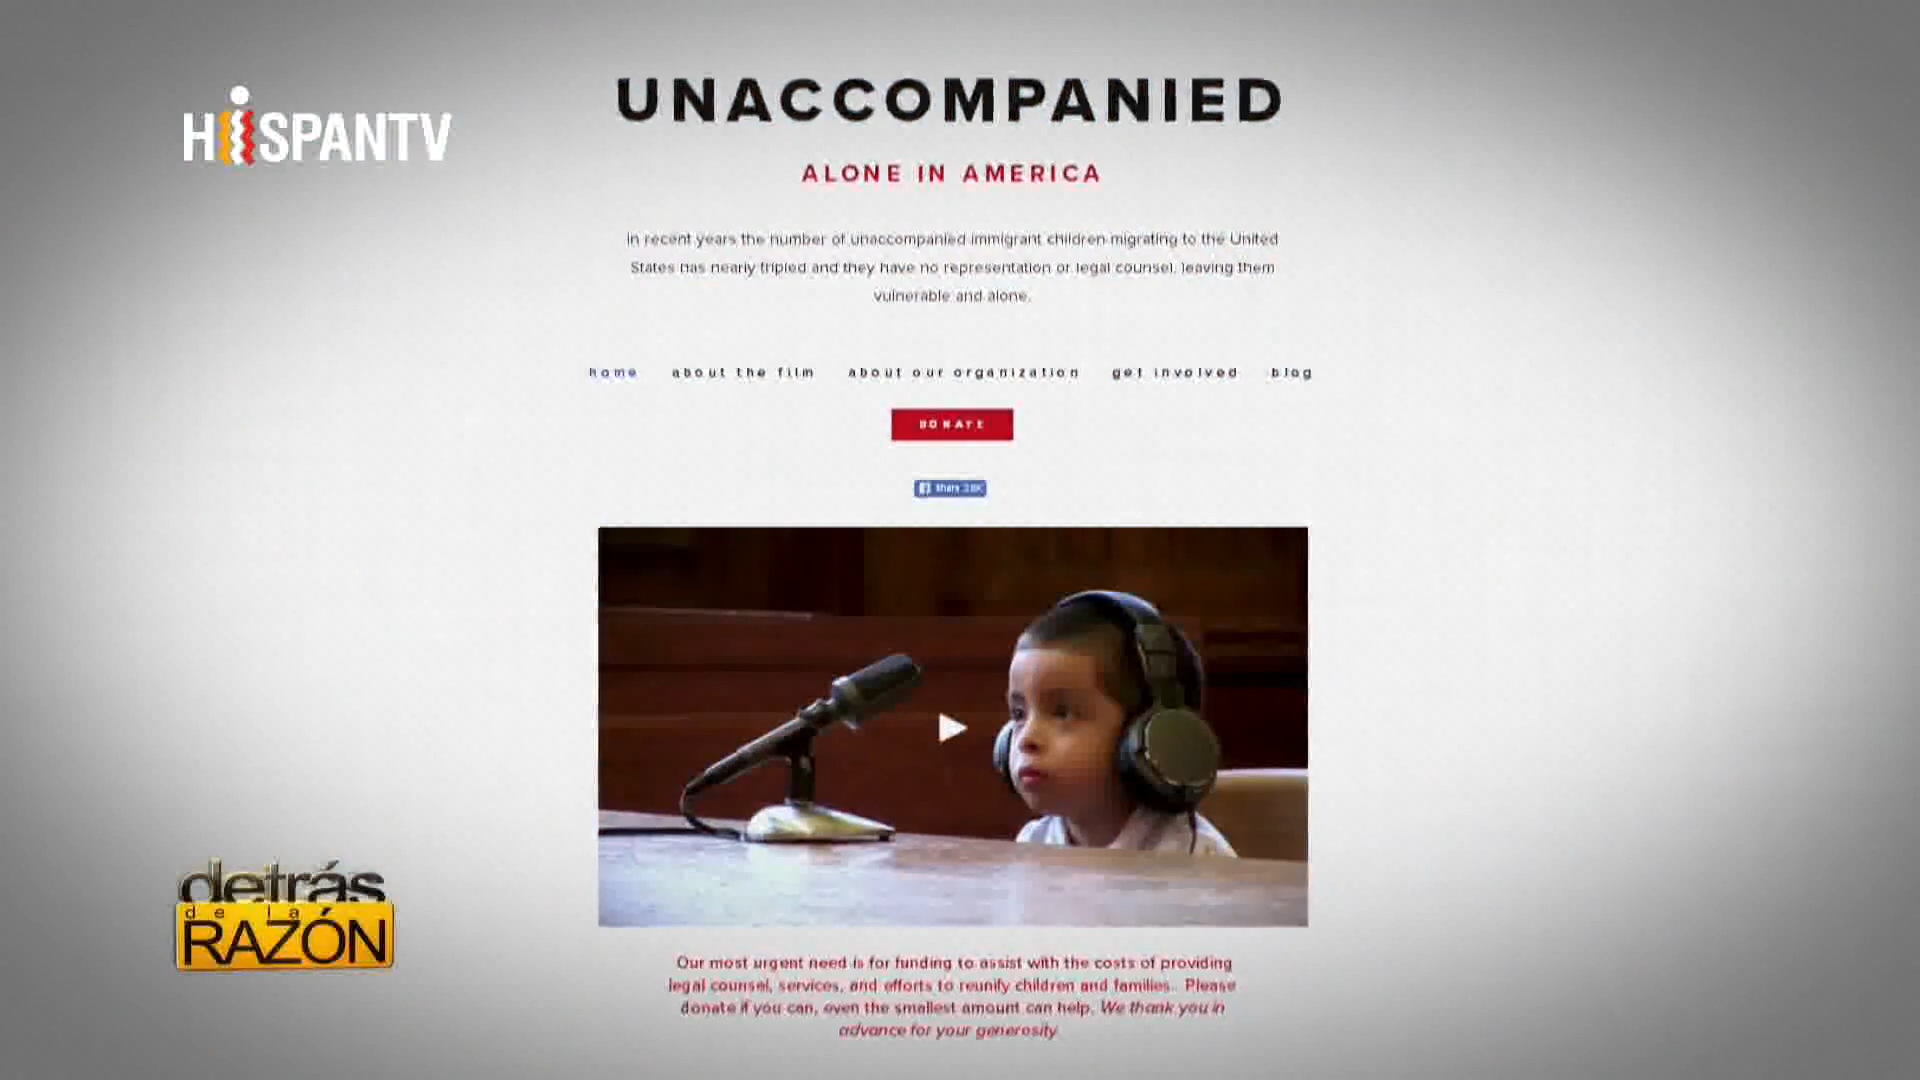 HISPANTV
UNACCOMPANIED
ALONE IN AMERICA
In recent years the number of unaccompanied immigrant children migrating to the United
States has nearly tripled and they have no representation or legal counsel, leaving them
vulnerable and alone.
home about the film about our organization get involved blog
DONATE
Share 2.8K
detrás
de la
RAZÓN
Our most urgent need is for funding to assist with the costs of providing
legal counsel, services, and efforts to reunify children and families. Please
donate if you can, even the smallest amount can help. We thank you in
advance for your generosity.